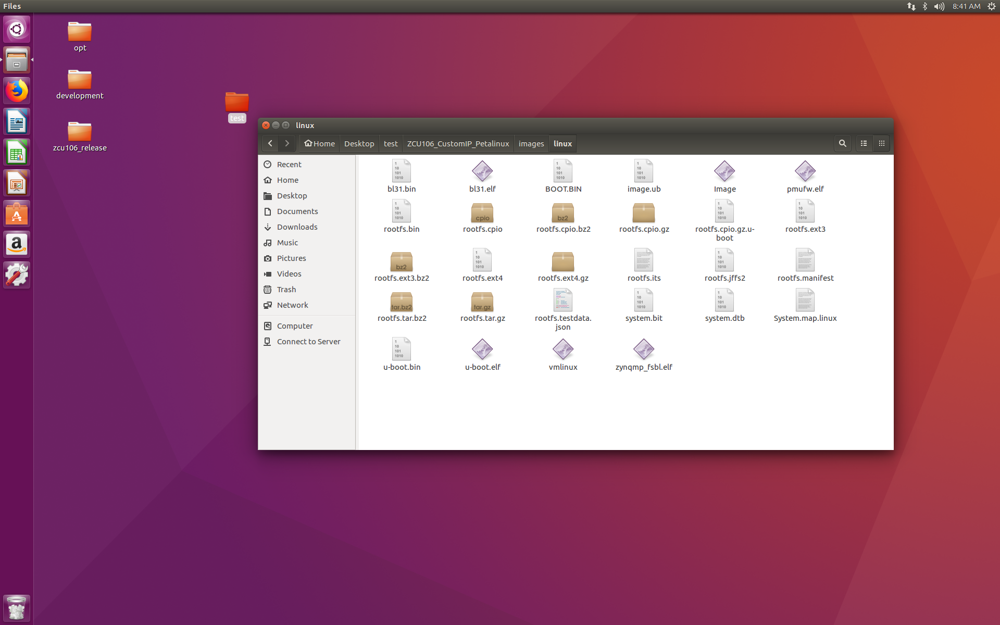 Files
8:41 AM
opt
development
zcu106_release
test
linux
Home
Desktop
test
ZCU106_CustomIP_Petalinux
images
linux
Recent
Home
Desktop
Documents
Downloads
Music
Pictures
Videos
Trash
Network
Computer
Connect to Server
bl31.bin
bl31.elf
BOOT.BIN
image.ub
Image
pmufw.elf
rootfs.bin
rootfs.cpio
rootfs.cpio.bz2
rootfs.cpio.gz
rootfs.cpio.gz.u-
boot
rootfs.ext3
rootfs.ext3.bz2
rootfs.ext4
rootfs.ext4.gz
rootfs.its
rootfs.jffs2
rootfs.manifest
rootfs.tar.bz2
rootfs.tar.gz
rootfs.testdata.
json
system.bit
system.dtb
System.map.linux
u-boot.bin
u-boot.elf
vmlinux
zynqmp_fsbl.elf